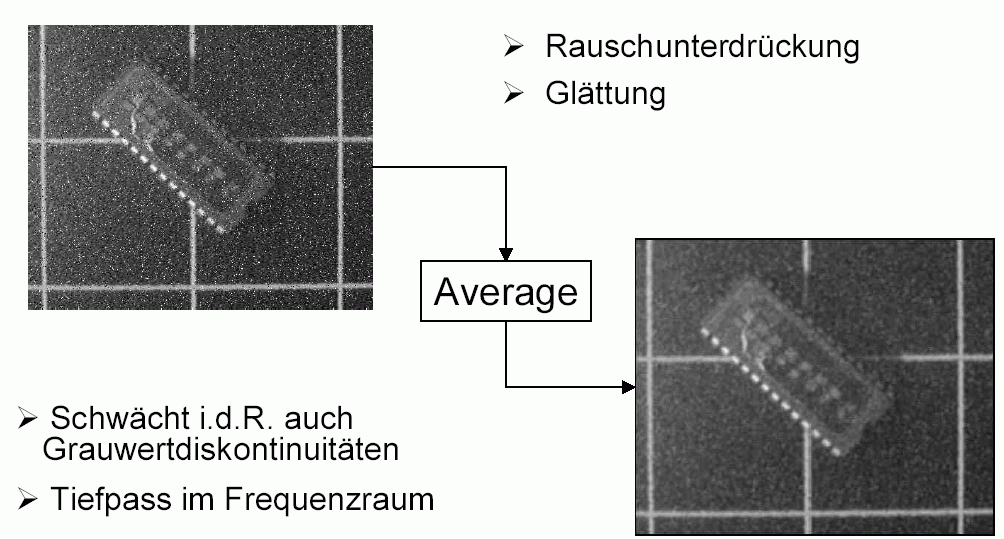 ➢ Rauschunterdrückung
➢ Glättung
Average
➢ Schwächt i.d.R. auch
Grauwertdiskontinuitäten
➢ Tiefpass im Frequenzraum